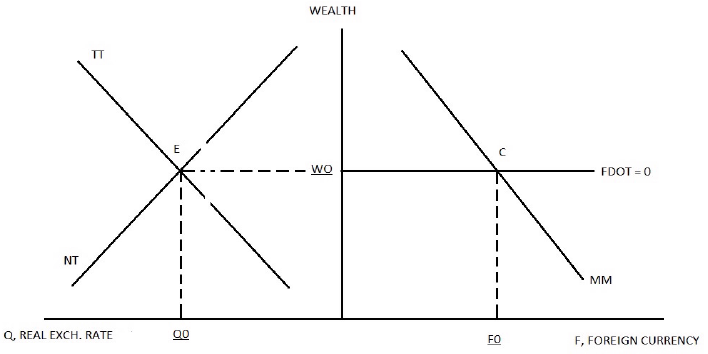 WEALTH
TT
E
C
WO
FDOT = 0
NT
MM
Q, REAL EXCH. RATE
Q0
F0
F, FOREIGN CURRENCY